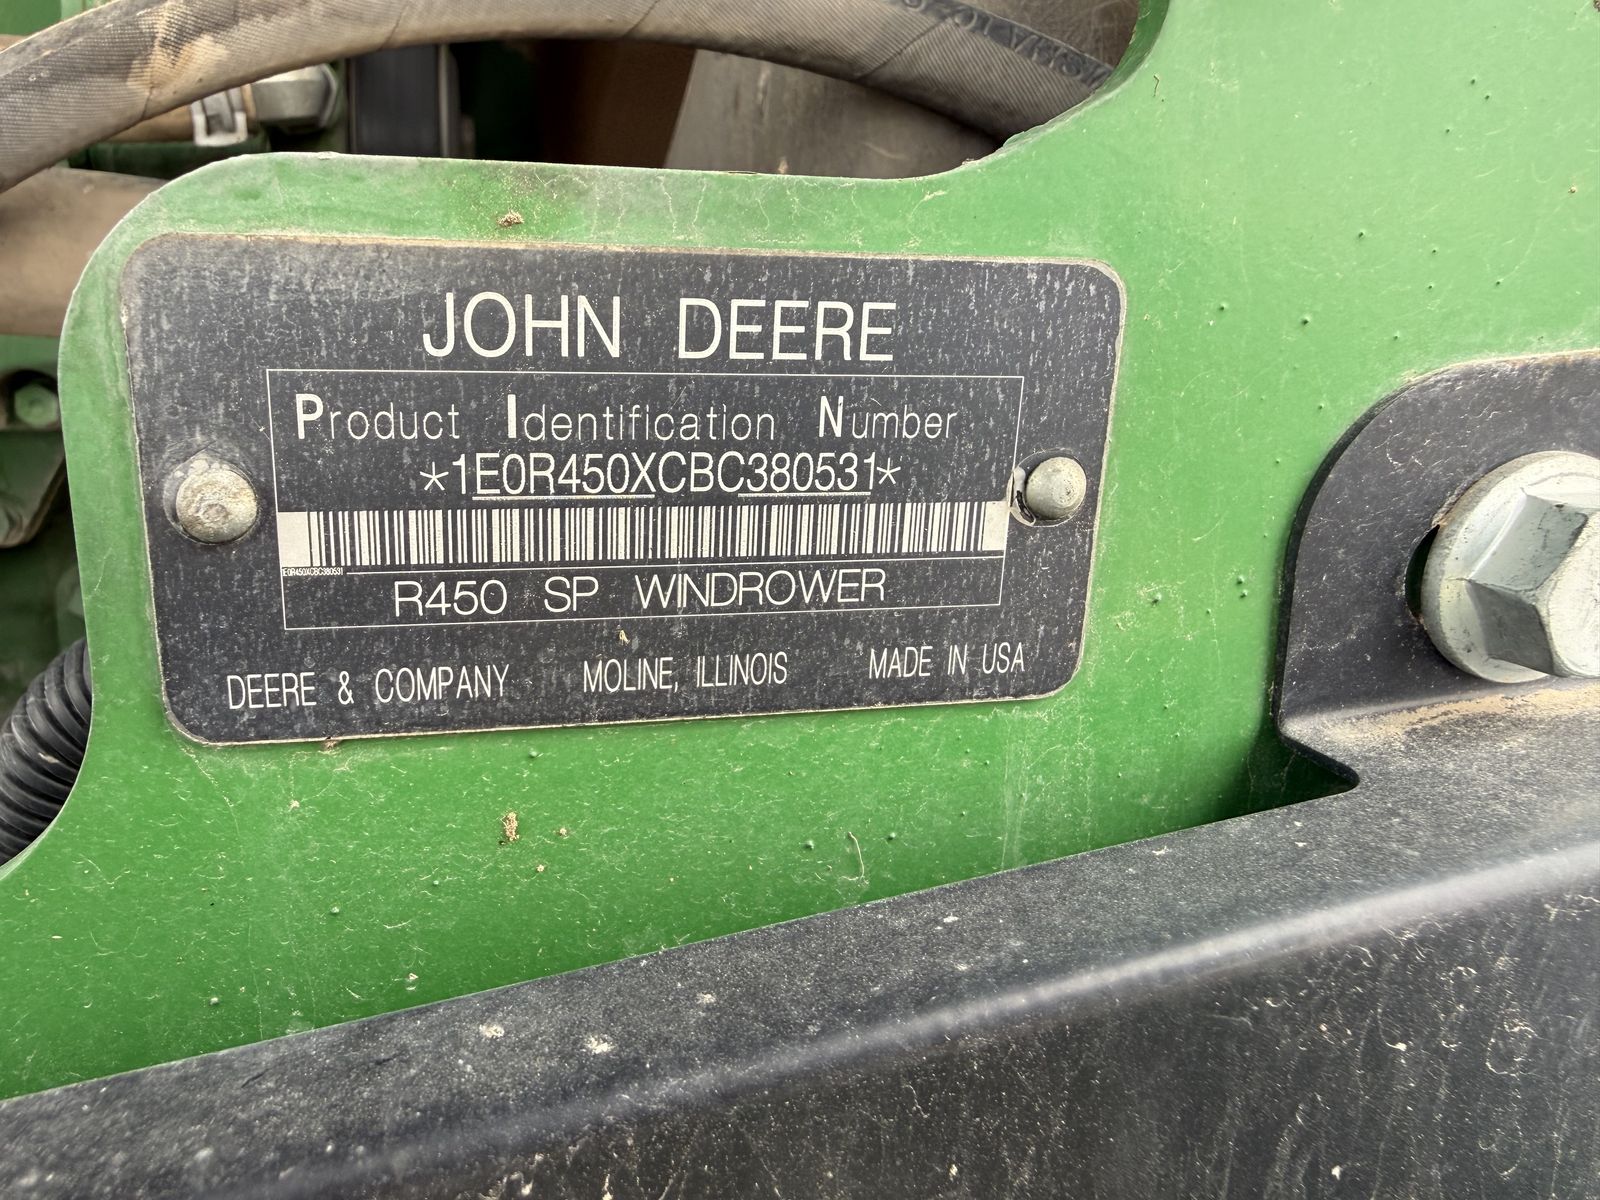 JOHN DEERE
Product Identification Number
*1E0R450XCBC380531*
1E0R450XCBC380531
R450 SP WINDROWER
DEERE & COMPANY MOLINE, ILLINOIS MADE IN USA